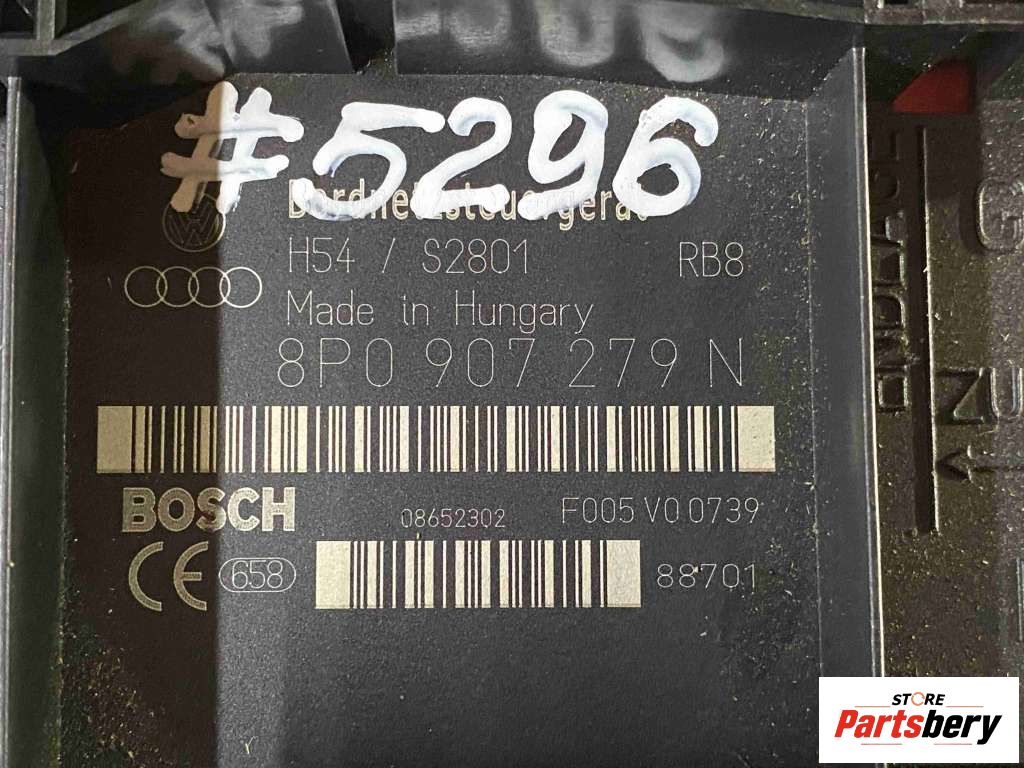 #5296
Bordnetzsteuergerät
H54 / S2801 RB8
Made in Hungary
8P0 907 279 N
BOSCH
08652302 F005 V0 0739
CE 658 88701
STORE
Partsbery